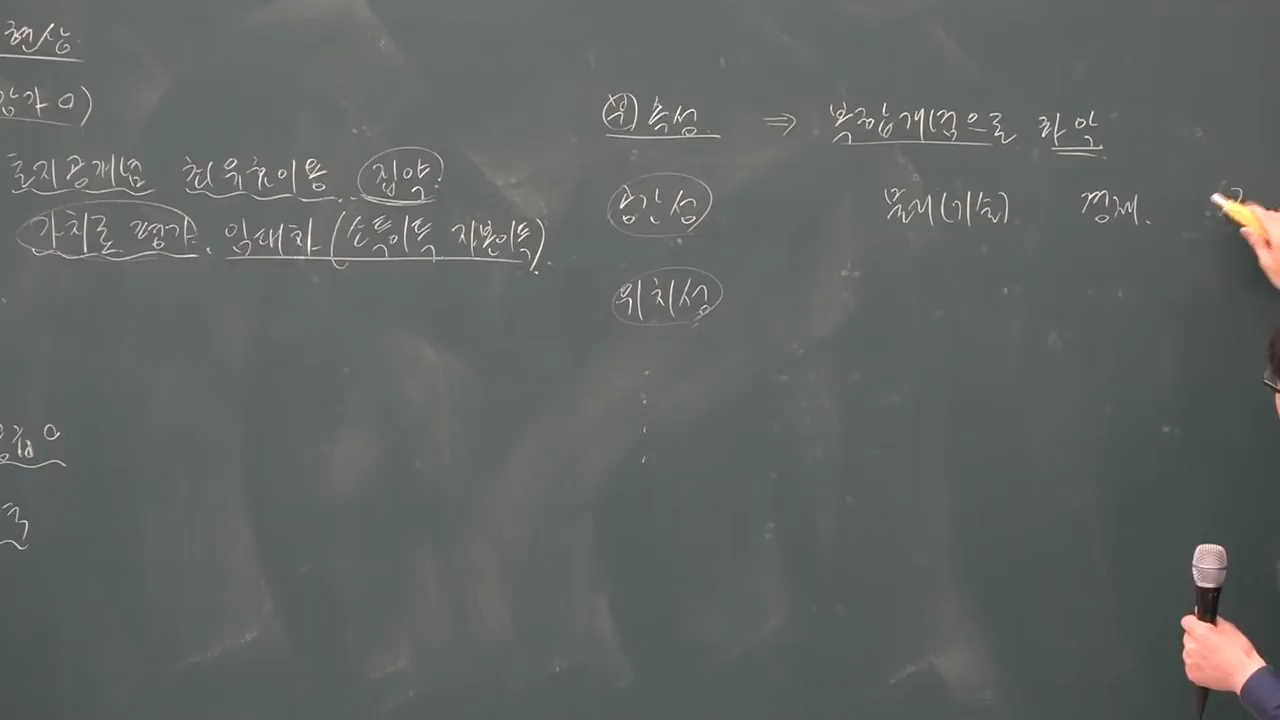 현상
토지공개념 최유효이용 집약
가치로 평가. 임대차 (소득이득 자본이득).
부 특성 ⇒ 복합개념으로 파악
공간성 물리(기술). 경제.
위치성